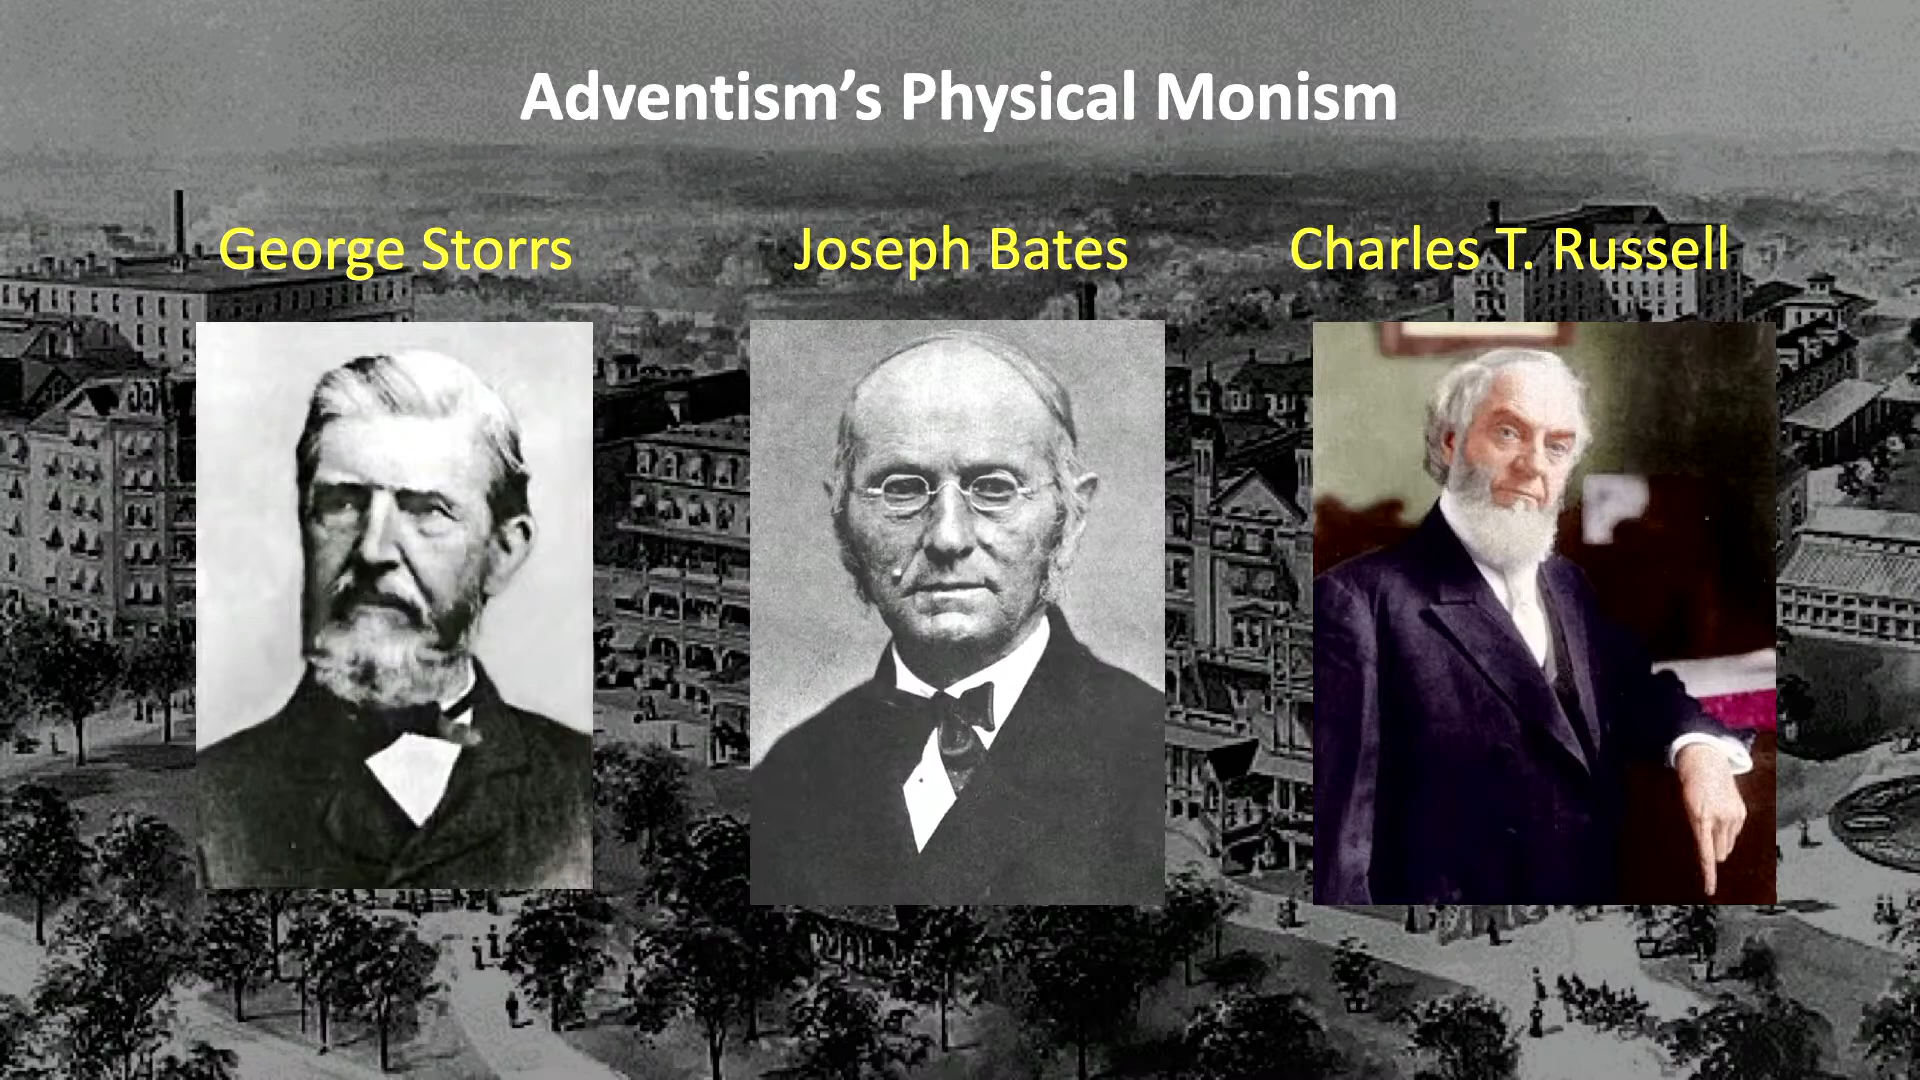 Adventism’s Physical Monism
George Storrs
Joseph Bates
Charles T. Russell